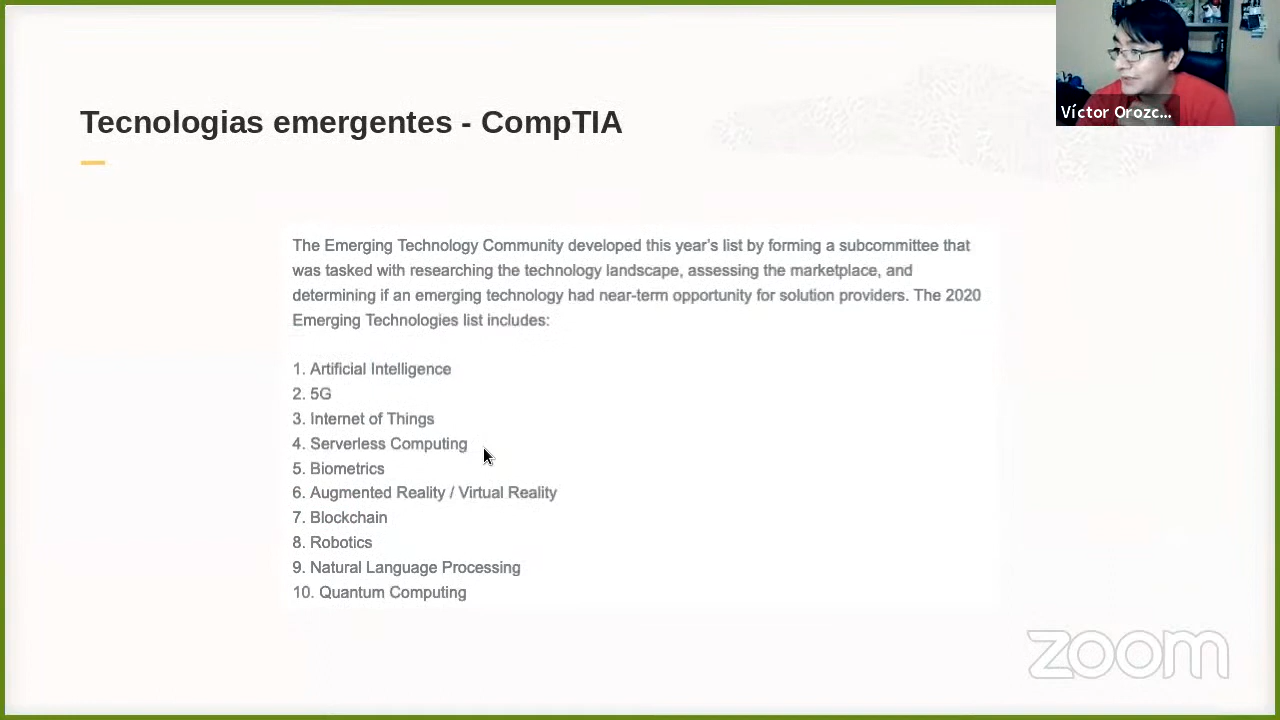 Tecnologias emergentes - CompTIA
Víctor Orozc...
The Emerging Technology Community developed this year's list by forming a subcommittee that
was tasked with researching the technology landscape, assessing the marketplace, and
determining if an emerging technology had near-term opportunity for solution providers. The 2020
Emerging Technologies list includes:
1. Artificial Intelligence
2. 5G
3. Internet of Things
4. Serverless Computing
5. Biometrics
6. Augmented Reality / Virtual Reality
7. Blockchain
8. Robotics
9. Natural Language Processing
10. Quantum Computing
zoom